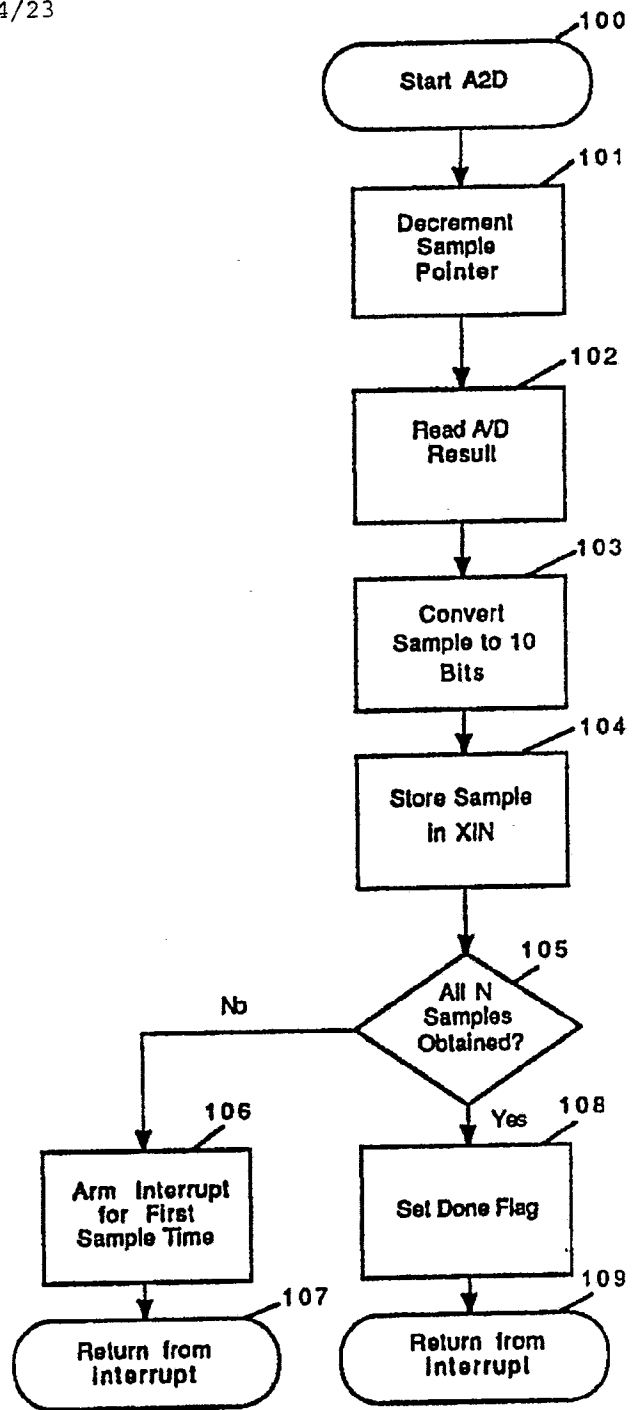 4/23
100
Start A2D
101
Decrement
Sample
Pointer
102
Read A/D
Result
103
Convert
Sample to 10
Bits
104
Store Sample
in XIN
105
All N
Samples
Obtained?
No
Yes
106
Arm Interrupt
for First
Sample Time
108
Set Done Flag
107
Return from
Interrupt
109
Return from
Interrupt